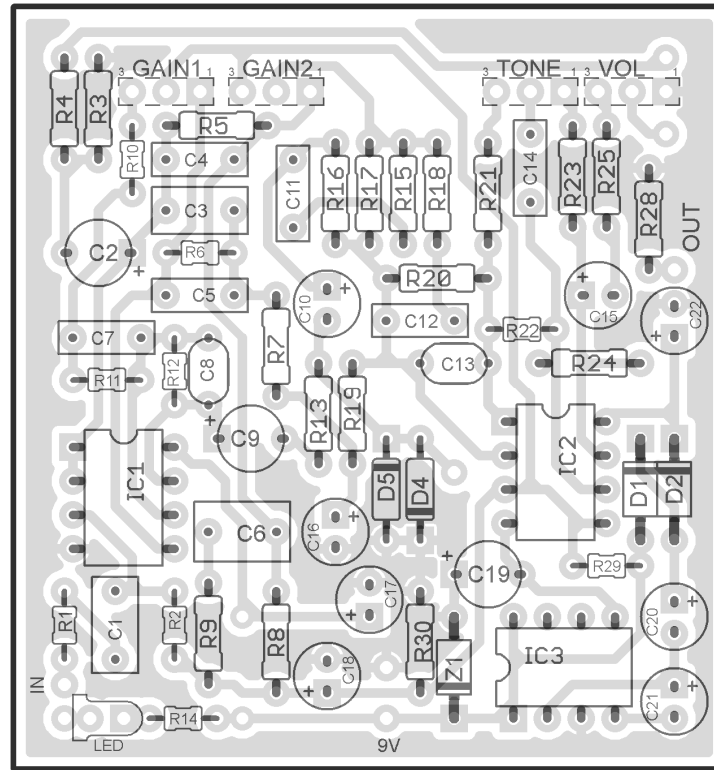 3 GAIN1 1
3 GAIN2 1
3 TONE 1
3 VOL 1
R4
R3
R5
R10
C4
C3
C11
R16
R17
R15
R18
R21
C14
R23
R25
R28
OUT
C2
+
R6
R20
C5
C10
+
C15
+
C22
+
C7
C12
R22
R7
R11
R12
C8
C13
R24
R13
R19
C9
+
IC1
IC2
D5
D4
D1
D2
C6
C16
+
C19
+
R29
R1
C1
R2
R9
R8
C17
+
R30
Z1
IC3
C20
+
C18
+
C21
+
IN
LED
R14
9V